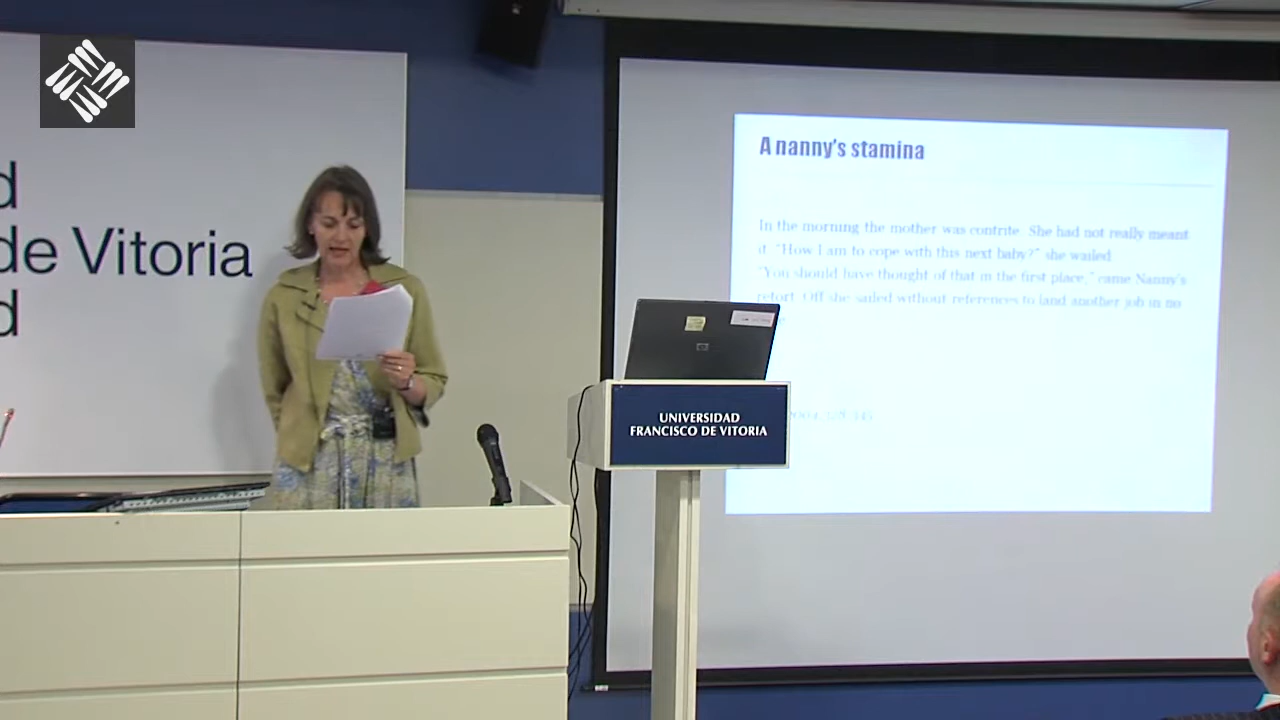 d
de Vitoria
d
A nanny's stamina
In the morning the mother was contrite. She had not really meant
it. "How I am to cope with this next baby?" she wailed.
"You should have thought of that in the first place," came Nanny's
retort. Off she sailed without references to land another job in no
UNIVERSIDAD
FRANCISCO DE VITORIA